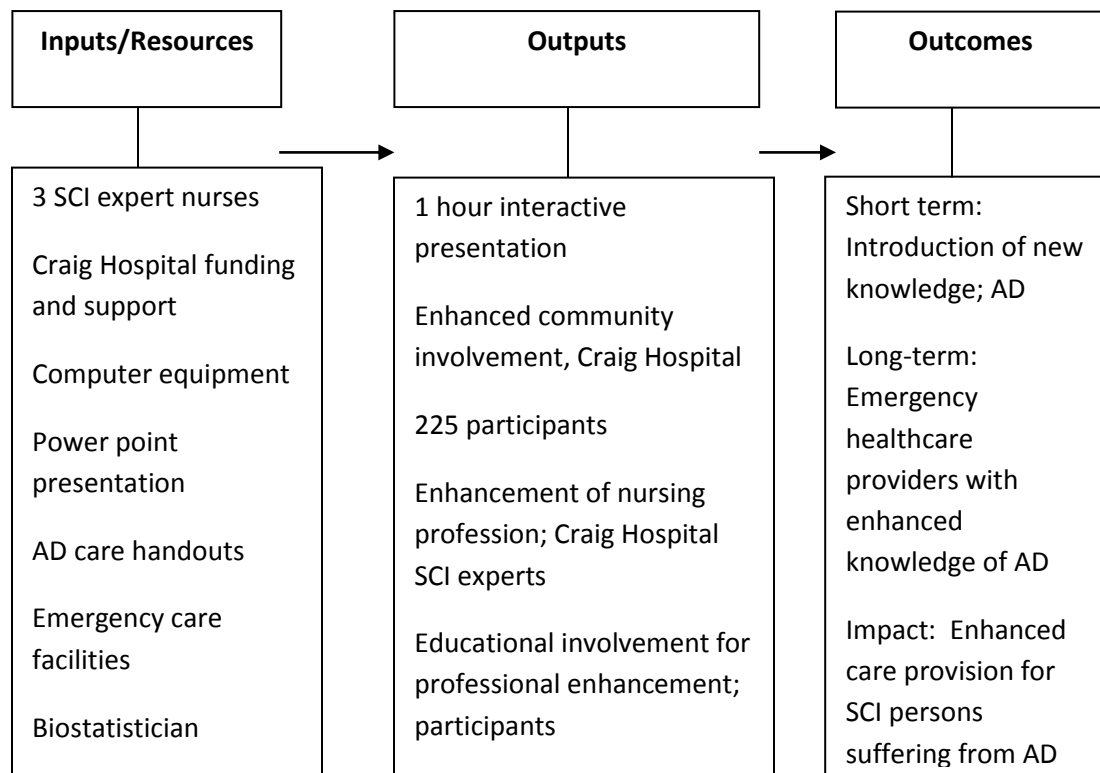 Inputs/Resources
3 SCI expert nurses
Craig Hospital funding
and support
Computer equipment
Power point
presentation
AD care handouts
Emergency care
facilities
Biostatistician
Outputs
1 hour interactive
presentation
Enhanced community
involvement, Craig Hospital
225 participants
Enhancement of nursing
profession; Craig Hospital
SCI experts
Educational involvement for
professional enhancement;
participants
Outcomes
Short term:
Introduction of new
knowledge; AD
Long-term:
Emergency
healthcare
providers with
enhanced
knowledge of AD
Impact:  Enhanced
care provision for
SCI persons
suffering from AD